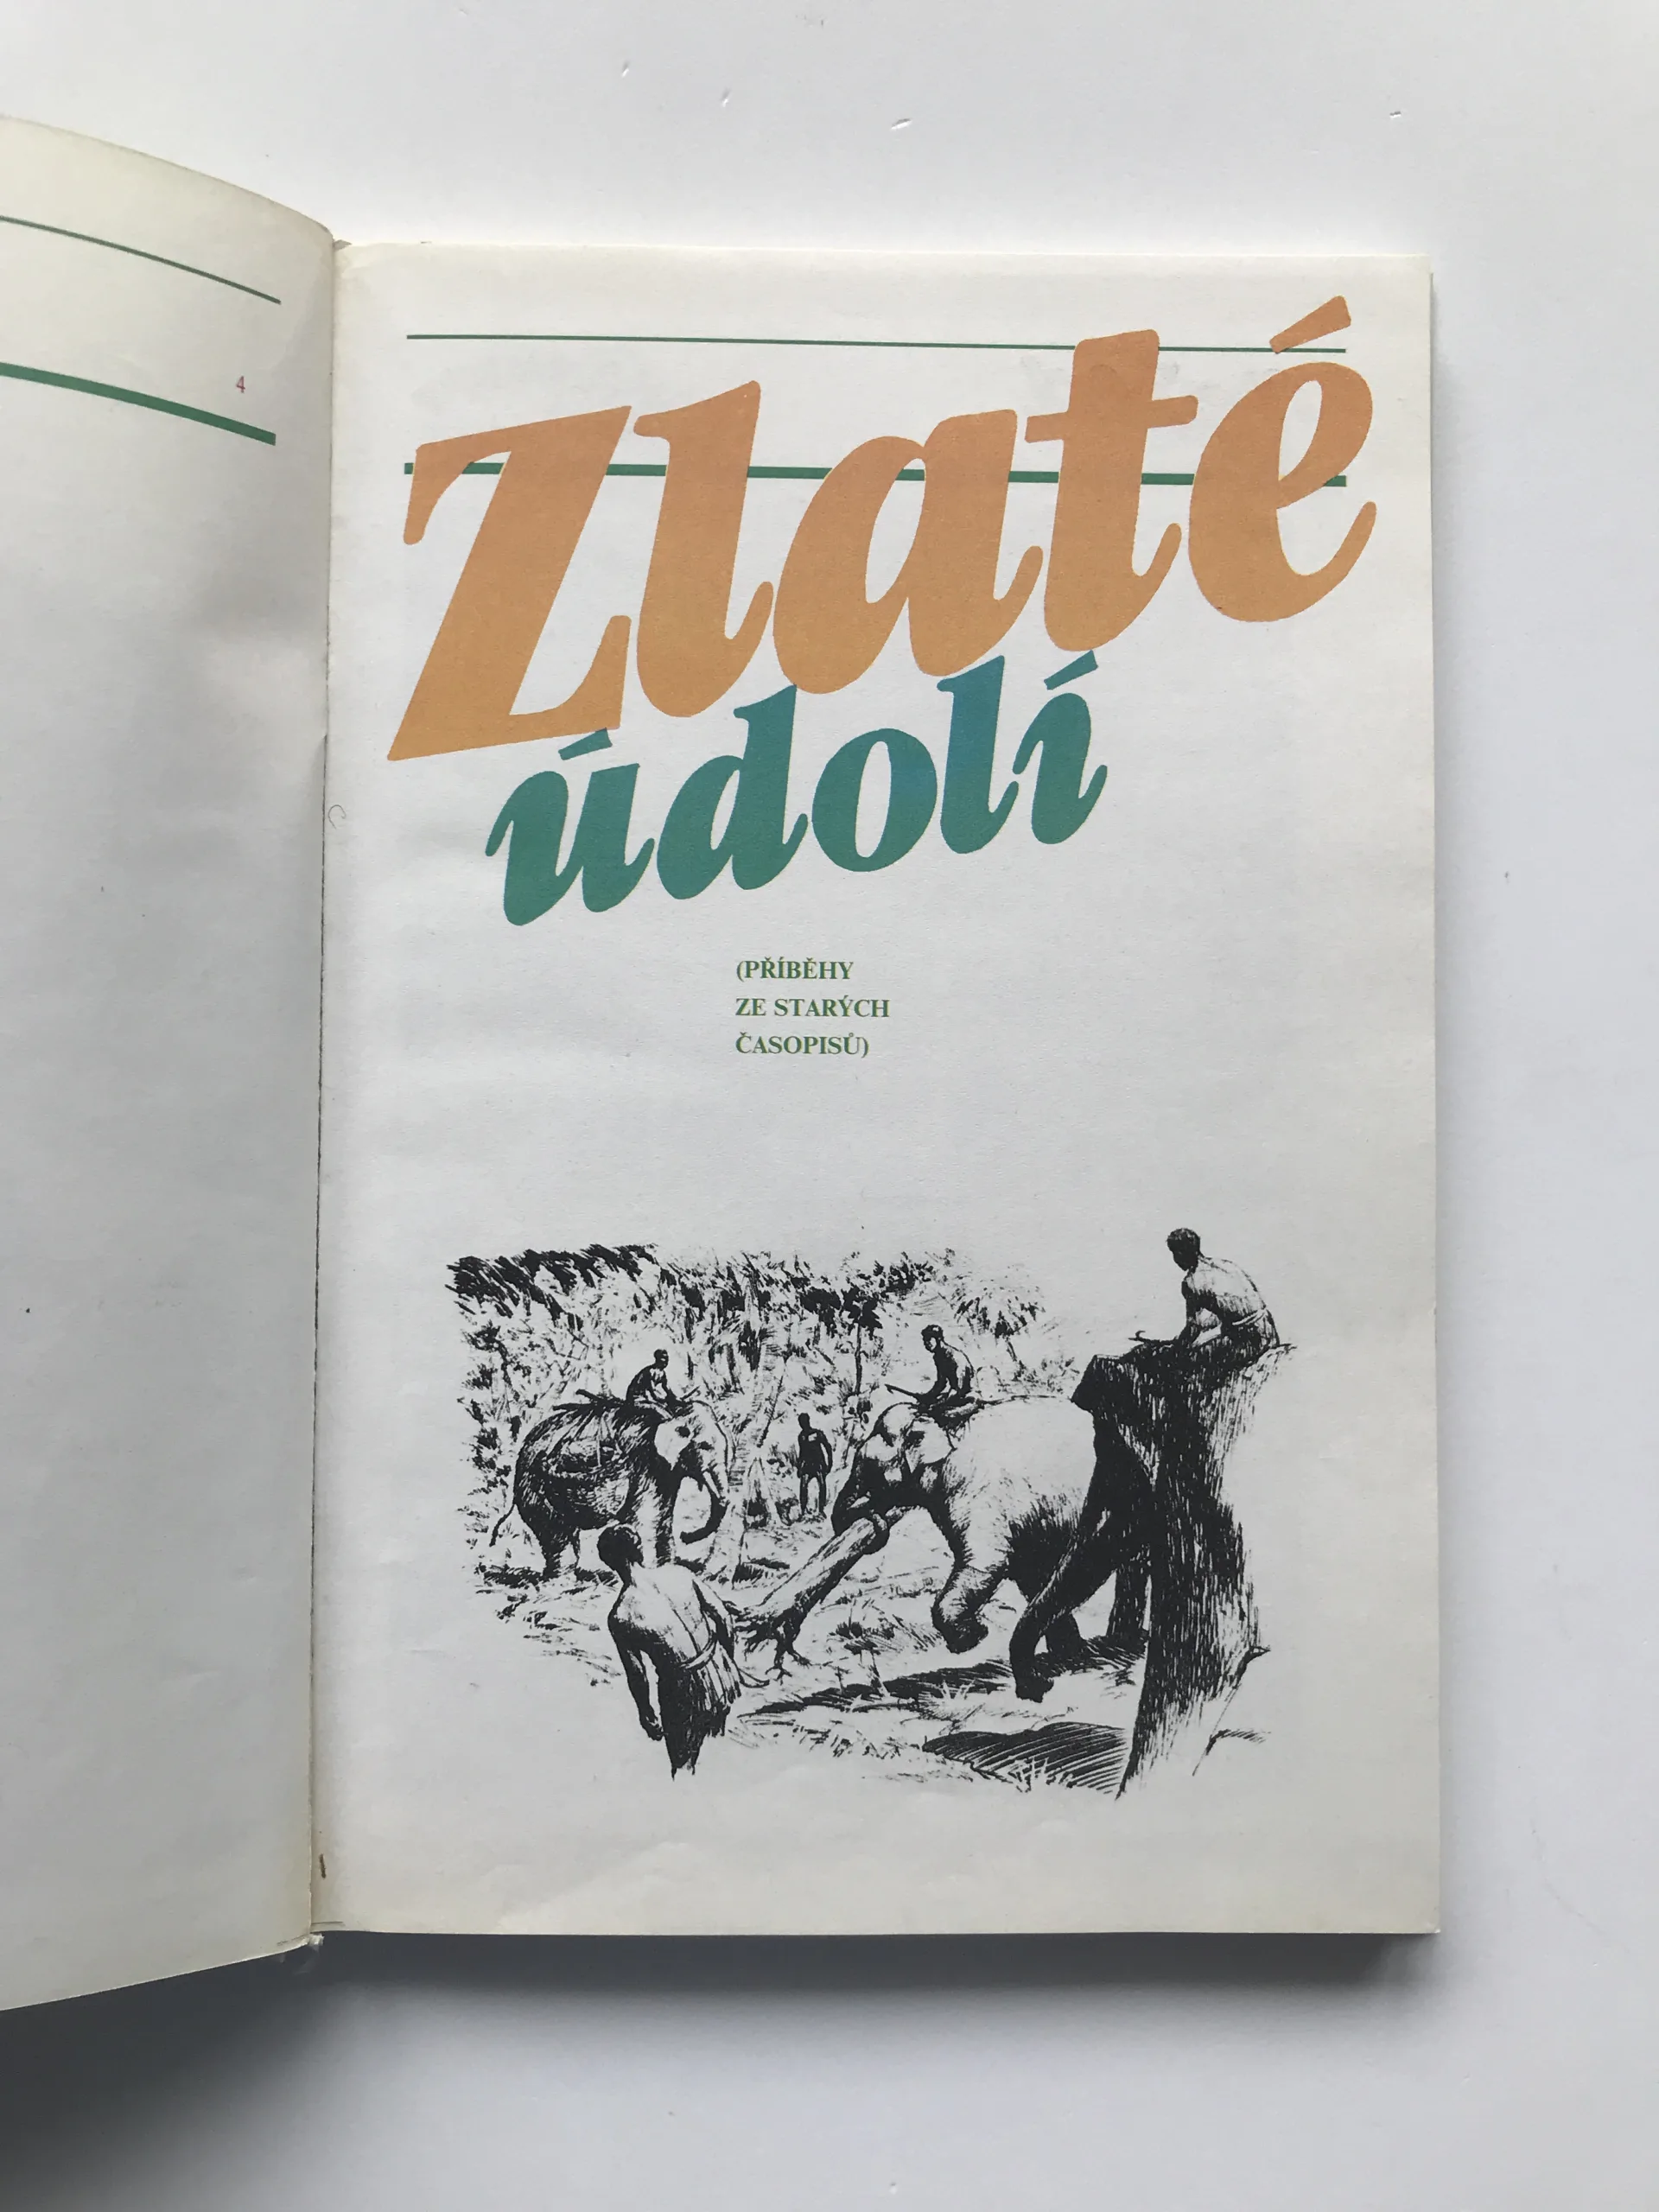 4
Zlaté
údolí
(PŘÍBĚHY
ZE STARÝCH
ČASOPISŮ)